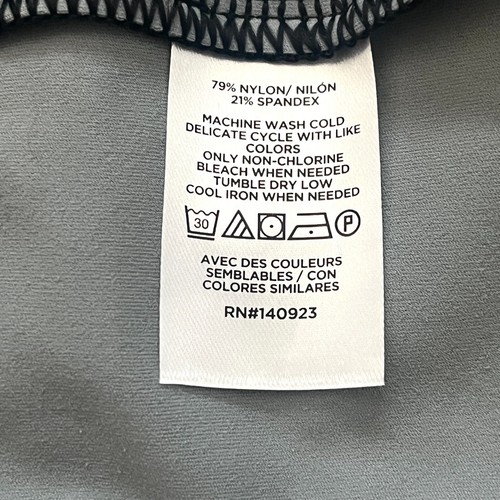 79% NYLON/ NILÓN
21% SPANDEX
MACHINE WASH COLD
DELICATE CYCLE WITH LIKE
COLORS
ONLY NON-CHLORINE
BLEACH WHEN NEEDED
TUMBLE DRY LOW
COOL IRON WHEN NEEDED
30 P
AVEC DES COULEURS
SEMBLABLES / CON
COLORES SIMILARES
RN#140923